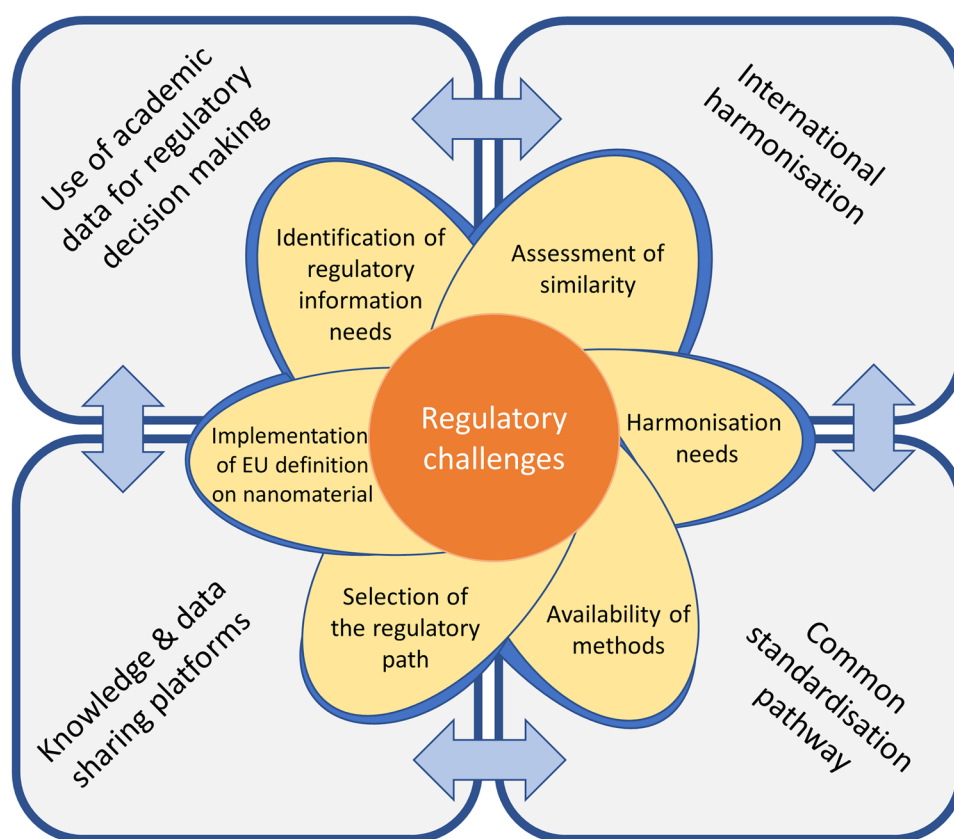 Use of academic
data for regulatory
decision making
International
harmonisation
Identification of
regulatory
information
needs
Assessment of
similarity
Implementation
of EU definition
on nanomaterial
Regulatory
challenges
Harmonisation
needs
Selection of
the regulatory
path
Availability of
methods
Knowledge & data
sharing platforms
Common
standardisation
pathway